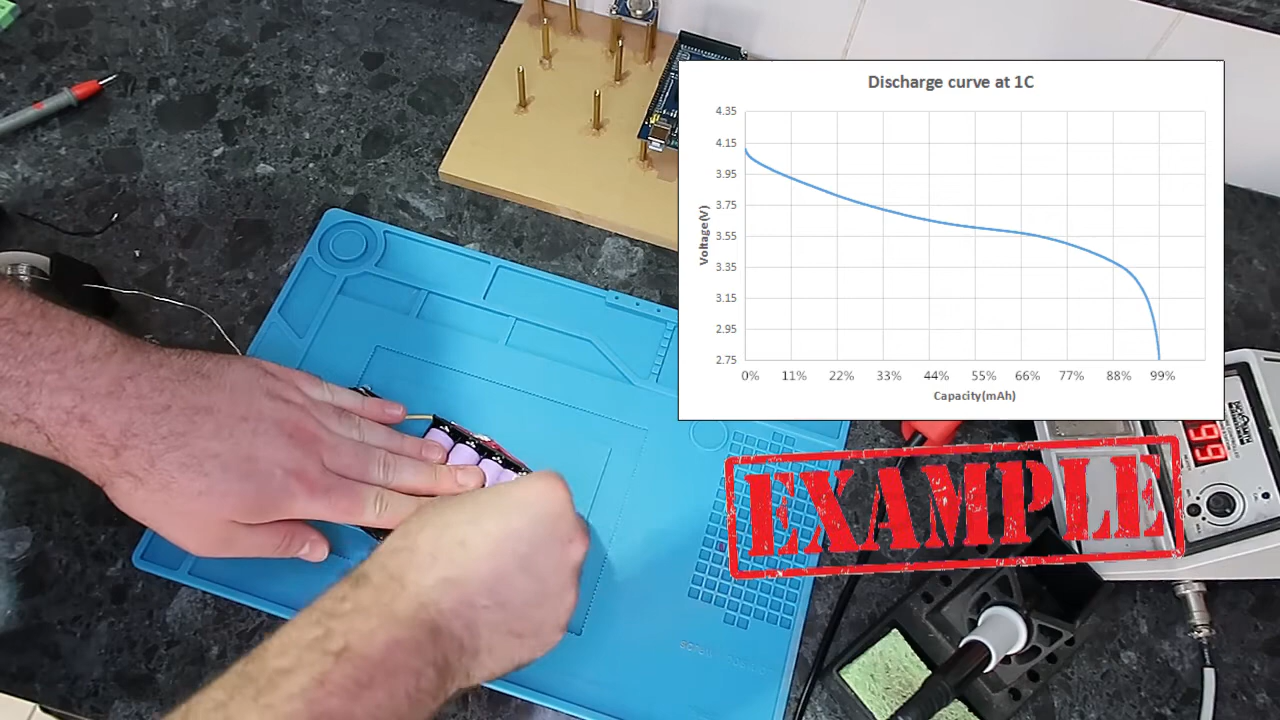 Discharge curve at 1C
4.35
4.15
3.95
3.75
3.55
3.35
3.15
2.95
2.75
Voltage(V)
0% 11% 22% 33% 44% 55% 66% 77% 88% 99%
Capacity(mAh)
EXAMPLE